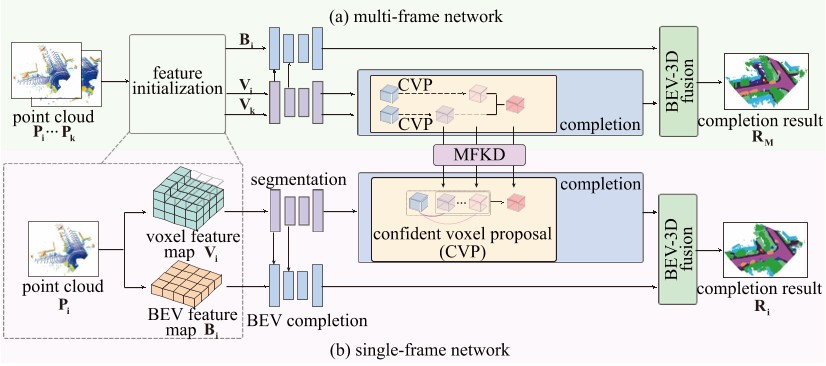 (a) multi-frame network
B_i
feature
initialization
V_i
V_k
CVP
CVP
completion
BEV-3D
fusion
point cloud
P_i ··· P_k
completion result
R_M
MFKD
segmentation
completion
...
confident voxel proposal
(CVP)
voxel feature
map V_i
point cloud
P_i
BEV feature
map B_i
BEV completion
BEV-3D
fusion
completion result
R_i
(b) single-frame network